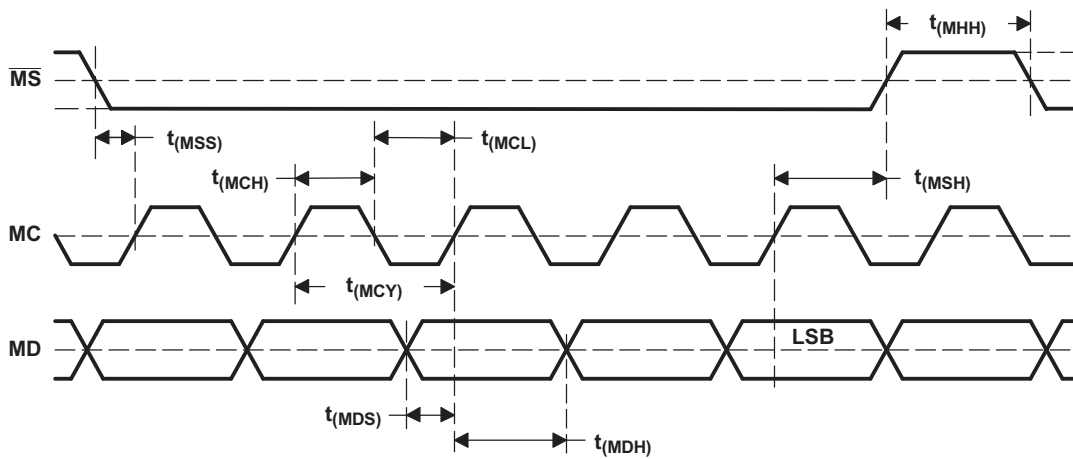 t(MHH)
MS
t(MSS)
t(MCL)
t(MCH)
t(MSH)
MC
t(MCY)
LSB
MD
t(MDS)
t(MDH)